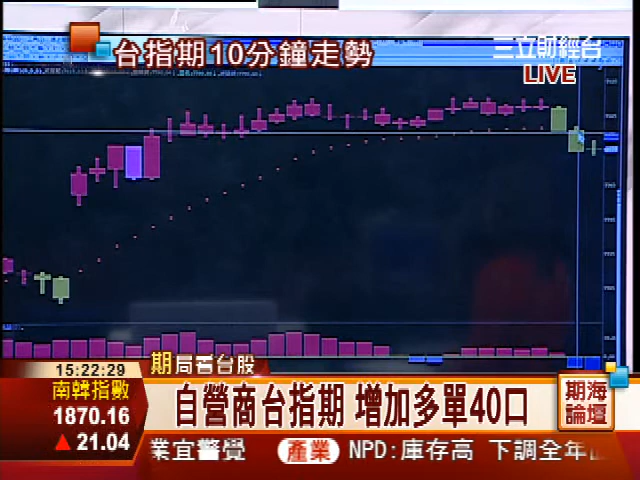 台指期10分鐘走勢
三立財經台
LIVE
15:22:29
期局看台股
南韓指數
1870.16
▲21.04
自營商台指期 增加多單40口
期海
論壇
業宜警覺 產業 NPD:庫存高 下調全年